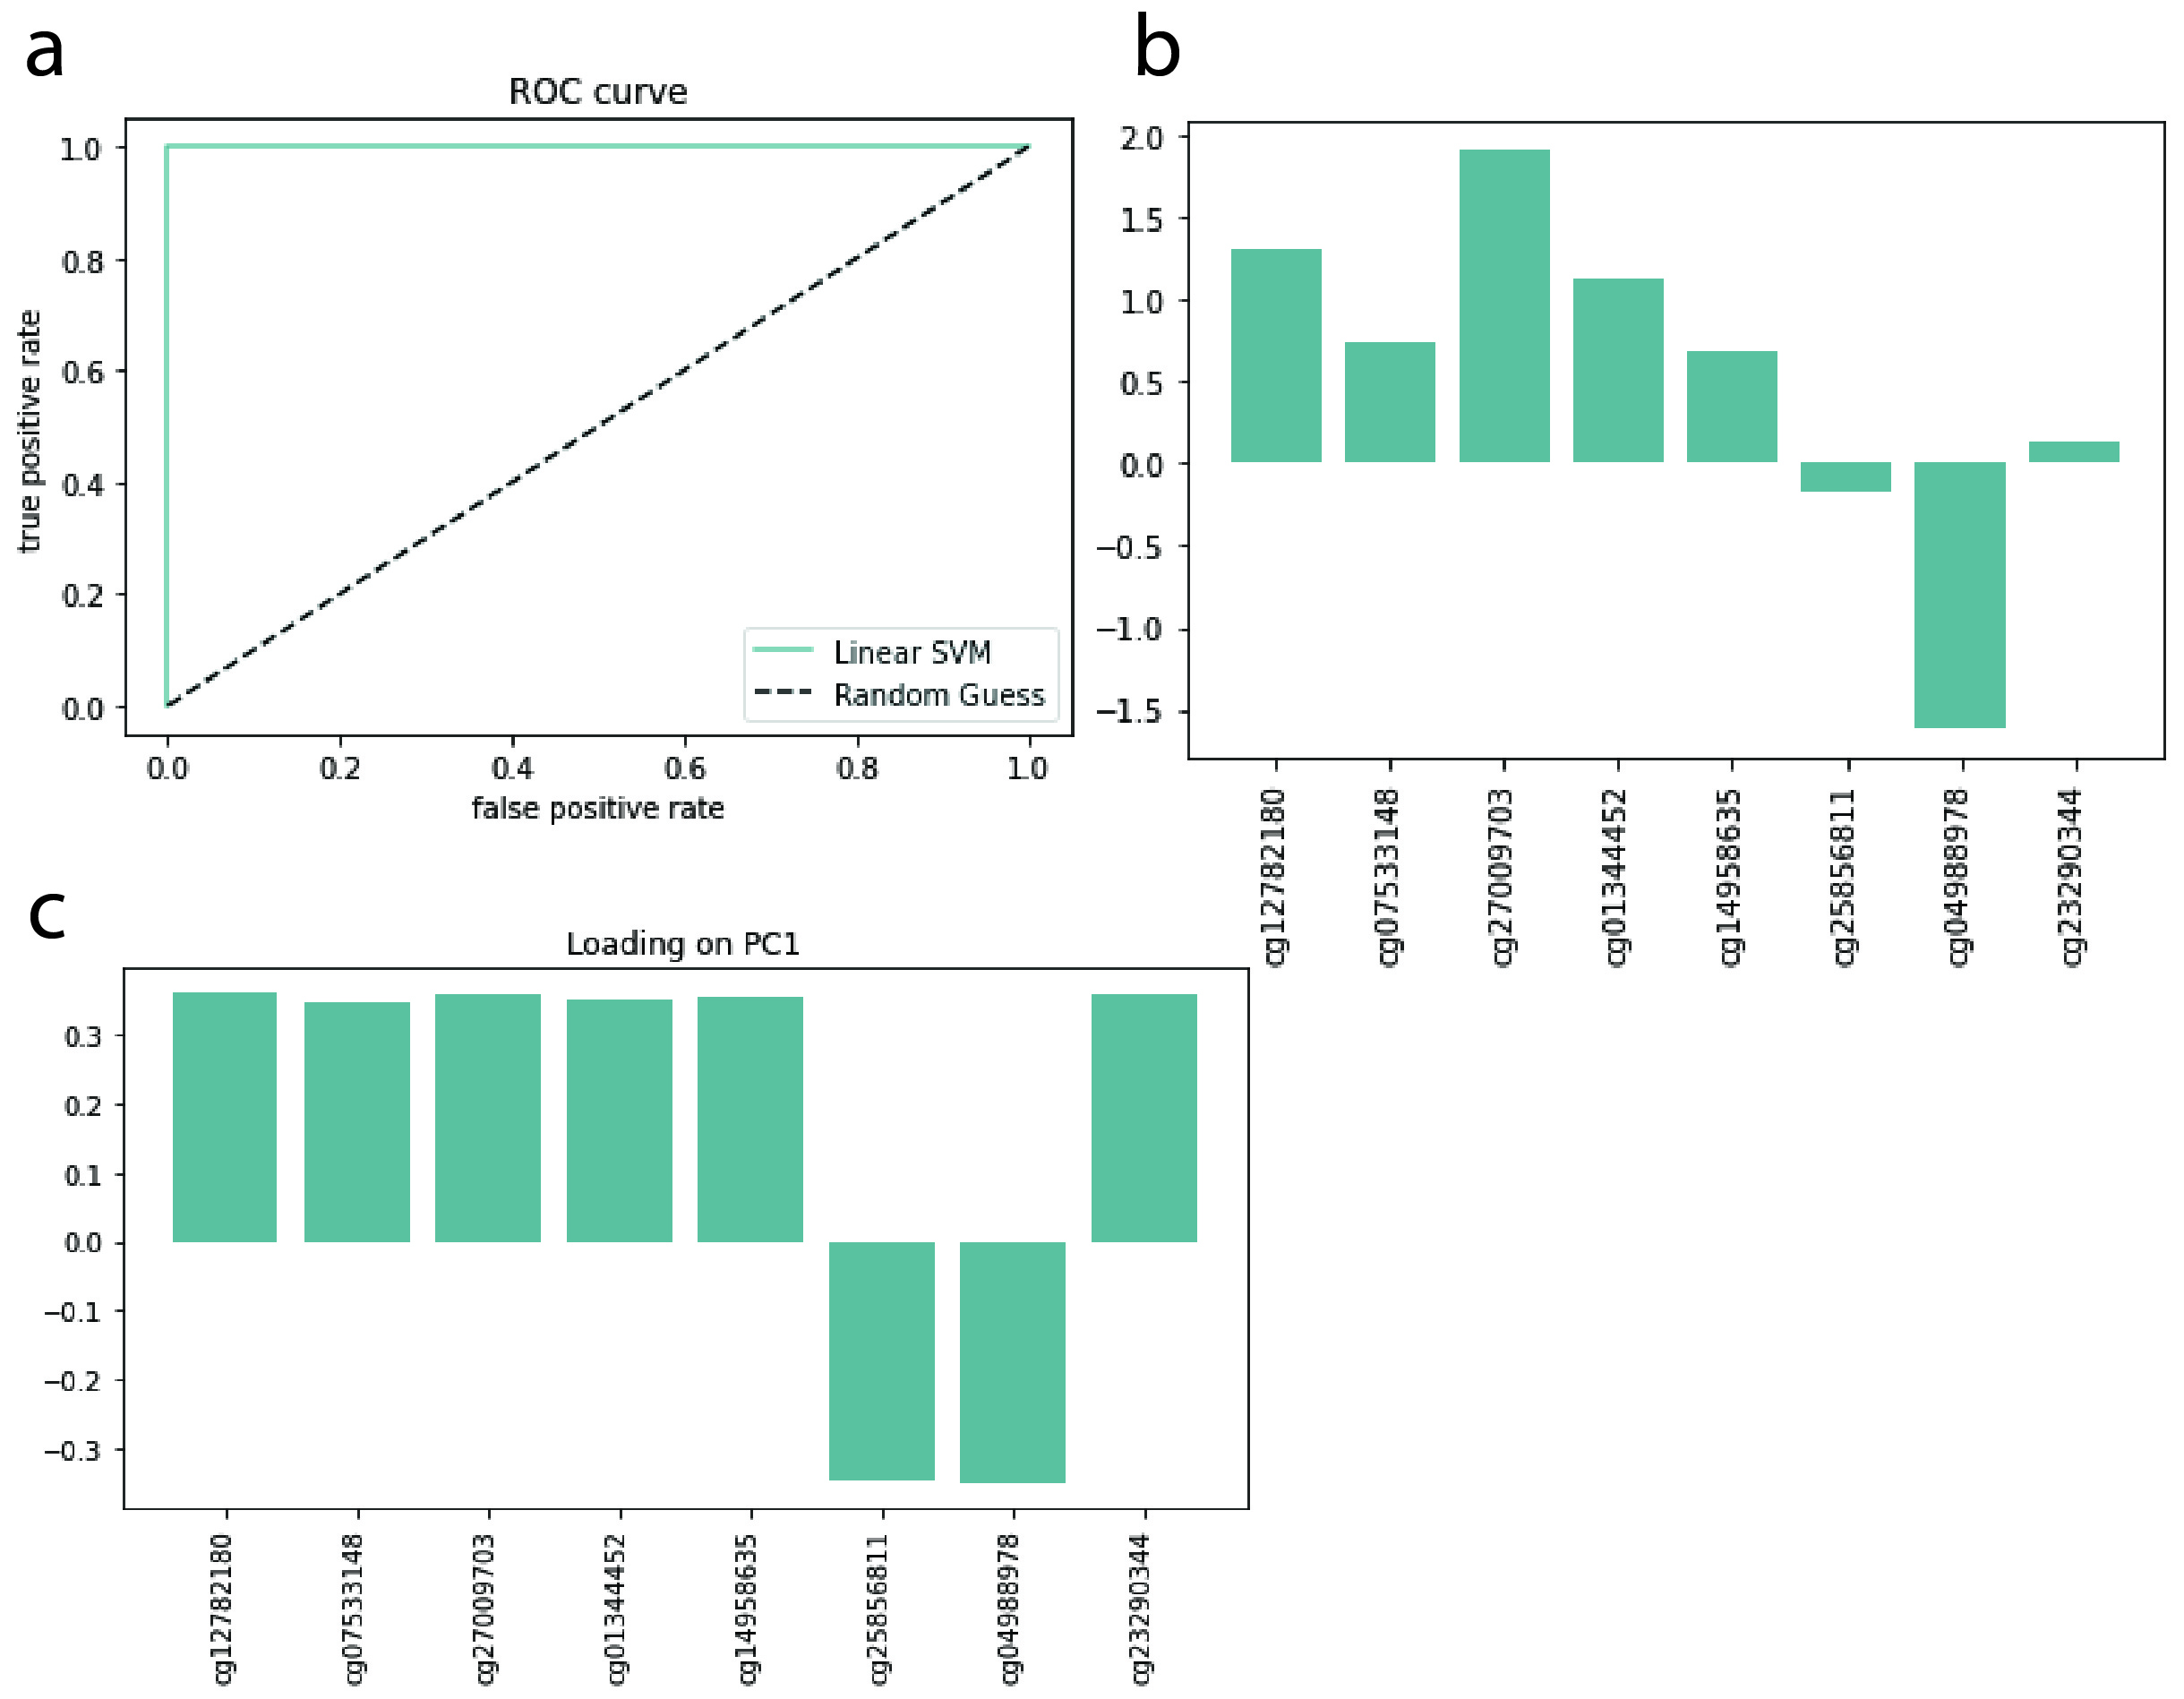 a
ROC curve
true positive rate
1.0
0.8
0.6
0.4
0.2
0.0
0.0 0.2 0.4 0.6 0.8 1.0
false positive rate
Linear SVM
Random Guess
b
2.0
1.5
1.0
0.5
0.0
−0.5
−1.0
−1.5
cg12782180
cg07533148
cg27009703
cg01344452
cg14958635
cg25856811
cg04988978
cg23290344
c
Loading on PC1
0.3
0.2
0.1
0.0
−0.1
−0.2
−0.3
cg12782180
cg07533148
cg27009703
cg01344452
cg14958635
cg25856811
cg04988978
cg23290344